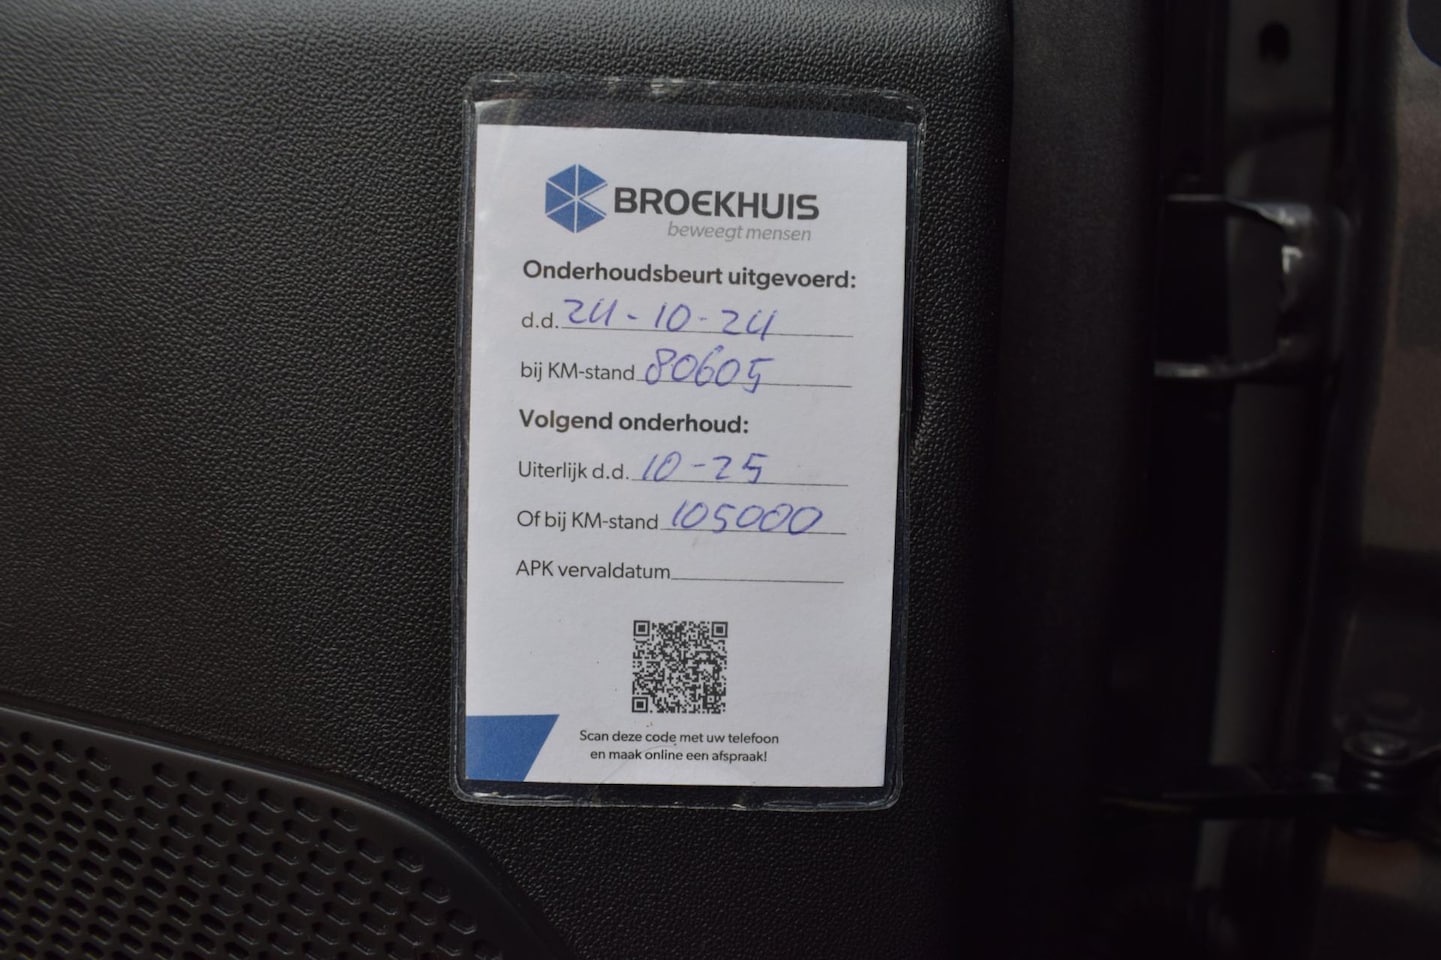 BROEKHUIS
beweegt mensen
Onderhoudsbeurt uitgevoerd:
d.d. 24-10-24
bij KM-stand 80605
Volgend onderhoud:
Uiterlijk d.d. 10-25
Of bij KM-stand 105000
APK vervaldatum
Scan deze code met uw telefoon
en maak online een afspraak!